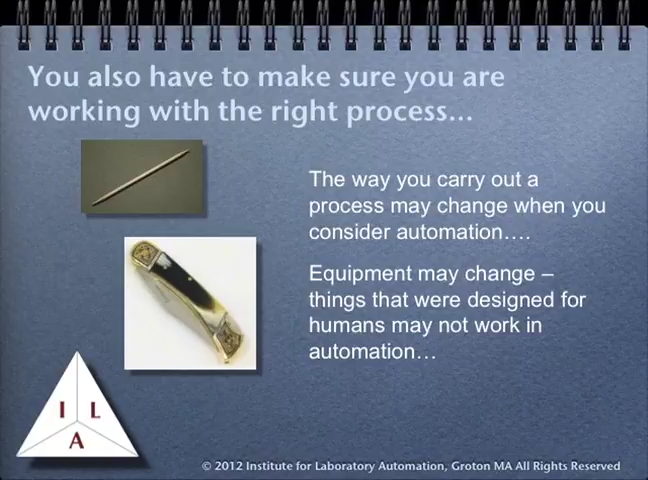 You also have to make sure you are
working with the right process...
The way you carry out a
process may change when you
consider automation....
Equipment may change –
things that were designed for
humans may not work in
automation…
I L
A
© 2012 Institute for Laboratory Automation, Groton MA All Rights Reserved